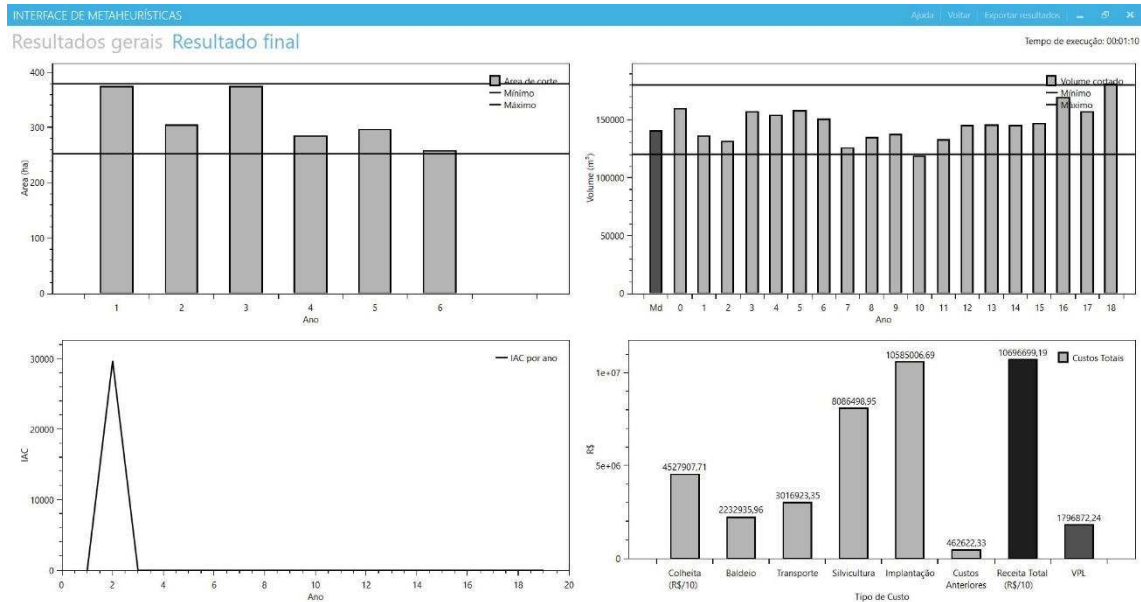 INTERFACE DE METAHEURÍSTICAS
Ajuda Voltar Exportar resultados
Resultados gerais Resultado final
Tempo de execução: 00:01:10
400
300
200
100
0
Area (ha)
Area de corte
Mínimo
Máximo
1 2 3 4 5 6
Ano
150000
100000
50000
0
Volume (m³)
Volume cortado
Mínimo
Máximo
Md 0 1 2 3 4 5 6 7 8 9 10 11 12 13 14 15 16 17 18
Ano
30000
20000
10000
0
IAC
IAC por ano
0 2 4 6 8 10 12 14 16 18 20
Ano
1e+07
5e+06
0
R$
Custos Totais
4527907,71
2232935,96
3016923,35
8086498,95
10585006,69
462622,33
10696699,19
1796872,24
Colheita Baldeio Transporte Silvicultura Implantação Custos Receita Total VPL
(R$/10) Anteriores (R$/10)
Tipo de Custo